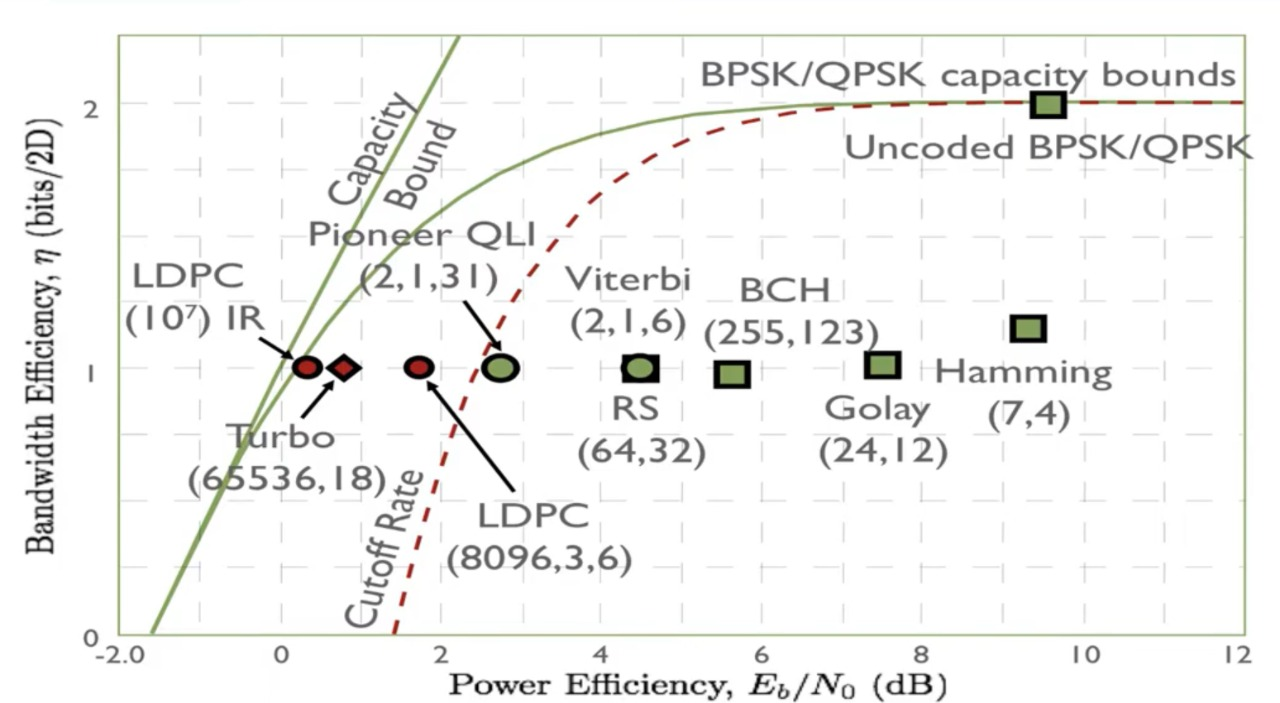 BPSK/QPSK capacity bounds
Uncoded BPSK/QPSK
Capacity
Bound
Pioneer QLI
(2,1,31)
LDPC
(10⁷) IR
Viterbi
(2,1,6)
BCH
(255,123)
Hamming
(7,4)
RS
(64,32)
Golay
(24,12)
Turbo
(65536,18)
LDPC
(8096,3,6)
Cutoff Rate
Bandwidth Efficiency, η (bits/2D)
2
1
0
-2.0 0 2 4 6 8 10 12
Power Efficiency, E_b/N_0 (dB)